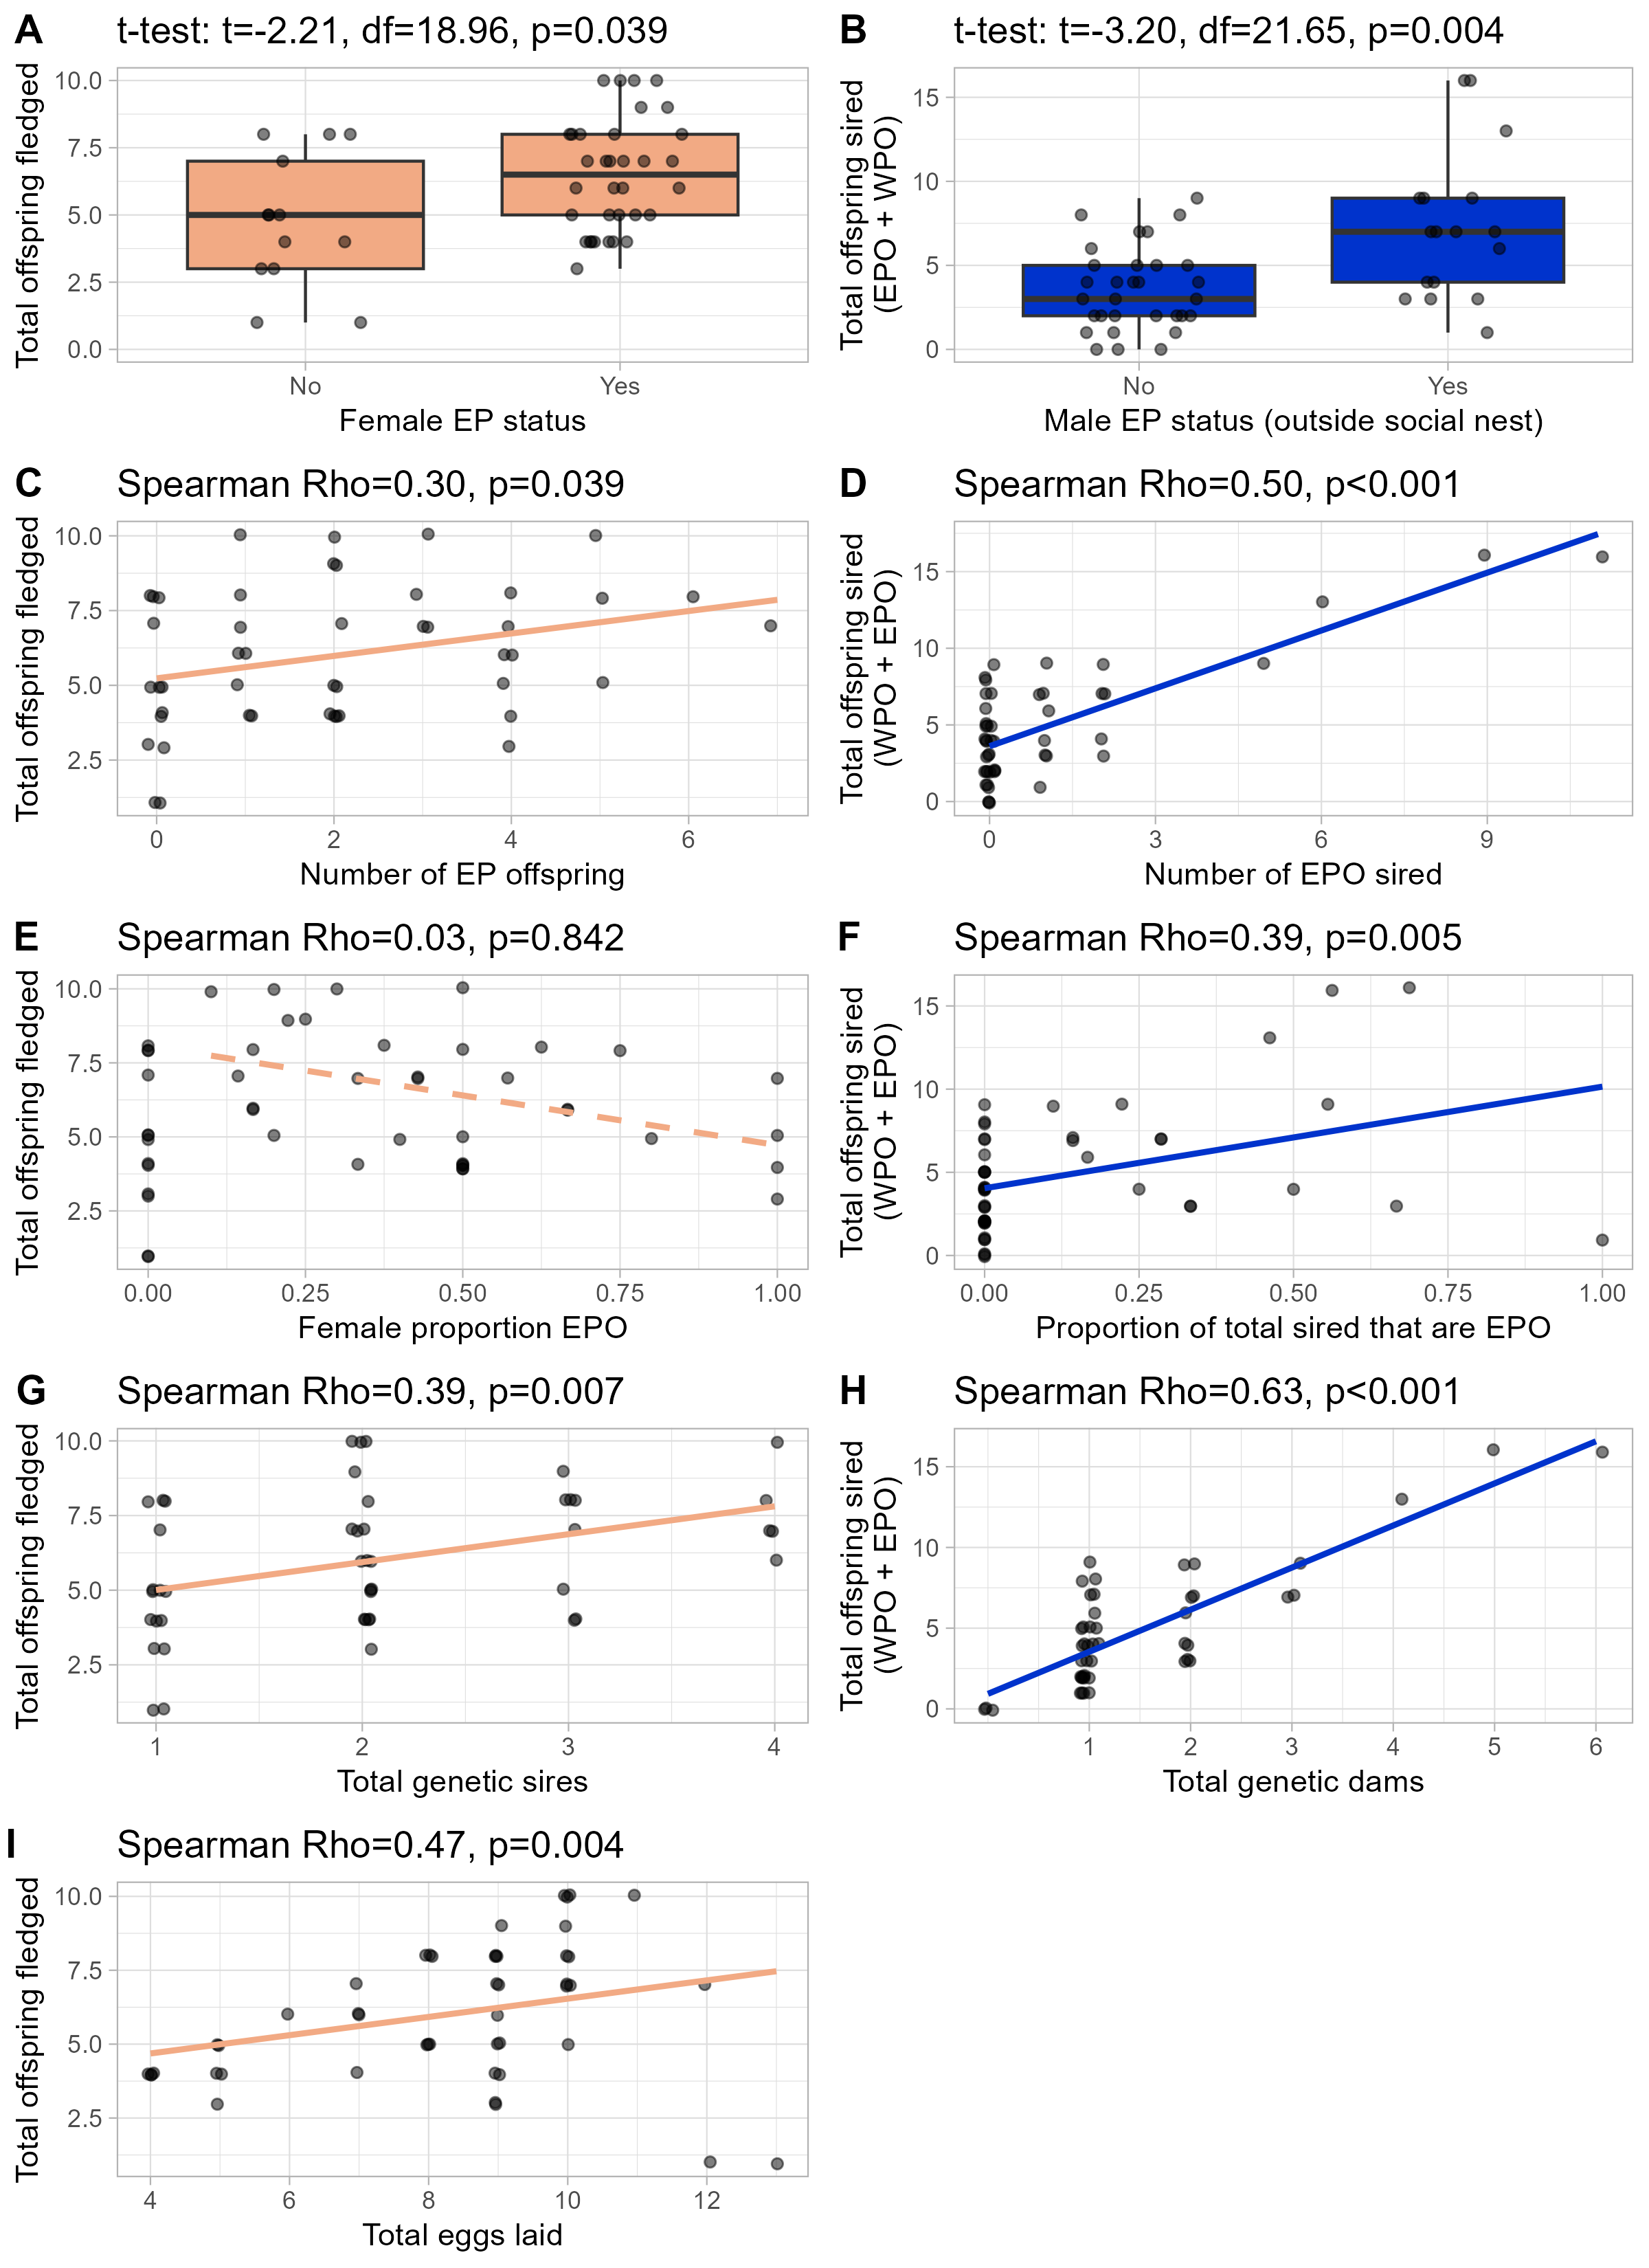 A t-test: t=-2.21, df=18.96, p=0.039
Total offspring fledged
10.0
7.5
5.0
2.5
0.0
No Yes
Female EP status
B t-test: t=-3.20, df=21.65, p=0.004
Total offspring sired
(EPO + WPO)
15
10
5
0
No Yes
Male EP status (outside social nest)
C Spearman Rho=0.30, p=0.039
Total offspring fledged
10.0
7.5
5.0
2.5
0 2 4 6
Number of EP offspring
D Spearman Rho=0.50, p<0.001
Total offspring sired
(WPO + EPO)
15
10
5
0
0 3 6 9
Number of EPO sired
E Spearman Rho=0.03, p=0.842
Total offspring fledged
10.0
7.5
5.0
2.5
0.00 0.25 0.50 0.75 1.00
Female proportion EPO
F Spearman Rho=0.39, p=0.005
Total offspring sired
(WPO + EPO)
15
10
5
0
0.00 0.25 0.50 0.75 1.00
Proportion of total sired that are EPO
G Spearman Rho=0.39, p=0.007
Total offspring fledged
10.0
7.5
5.0
2.5
1 2 3 4
Total genetic sires
H Spearman Rho=0.63, p<0.001
Total offspring sired
(WPO + EPO)
15
10
5
0
1 2 3 4 5 6
Total genetic dams
I Spearman Rho=0.47, p=0.004
Total offspring fledged
10.0
7.5
5.0
2.5
4 6 8 10 12
Total eggs laid